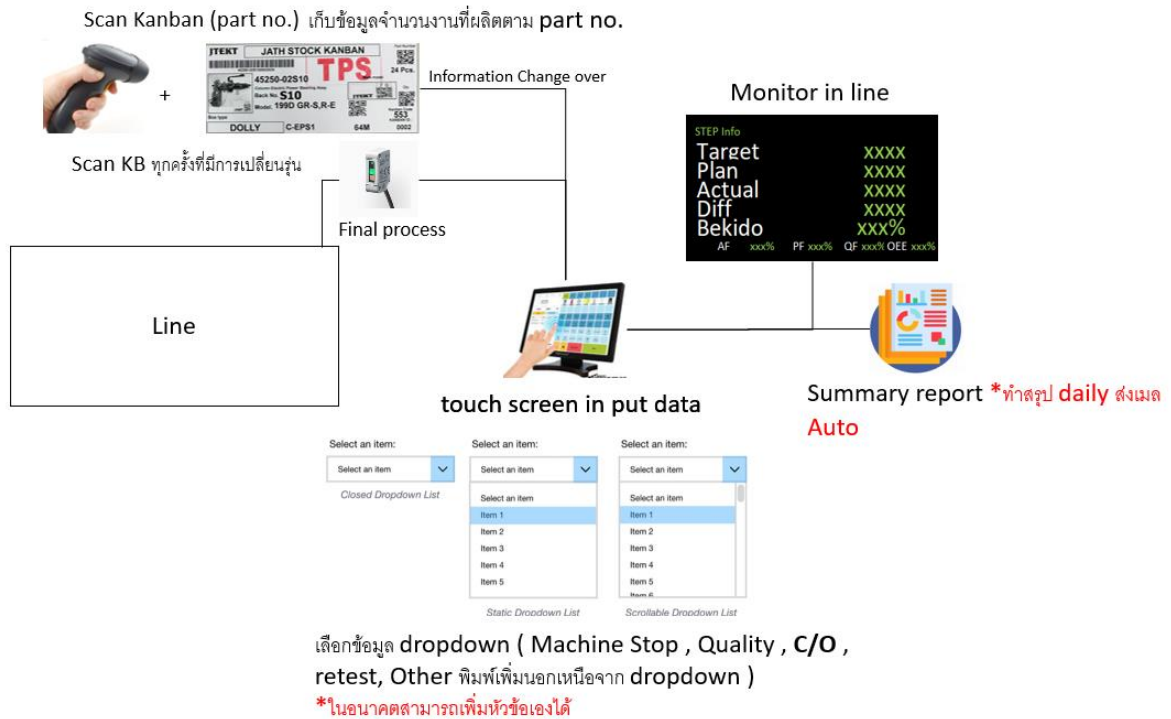 Scan Kanban (part no.) เก็บข้อมูลจำนวนงานที่ผลิตตาม part no.
JTEKT JATH STOCK KANBAN
TPS
24 Pcs.
45250-02S10
Back No. S10
Model. 199D GR-S,R-E
553
DOLLY C-EPS1 64M 0002
+
Information Change over
Scan KB ทุกครั้งที่มีการเปลี่ยนรุ่น
Final process
Line
Monitor in line
STEP Info
Target xxxx
Plan xxxx
Actual xxxx
Diff xxxx
Bekido xxx%
AF xxx% PF xxx% QF xxx% OEE xxx%
touch screen in put data
Summary report *ทำสรุป daily ส่งเมล
Auto
Select an item:
Select an item
Closed Dropdown List
Select an item:
Select an item
Select an item
Item 1
Item 2
Item 3
Item 4
Item 5
Static Dropdown List
Select an item:
Select an item
Select an item
Item 1
Item 2
Item 3
Item 4
Item 5
Item 6
Scrollable Dropdown List
เลือกข้อมูล dropdown ( Machine Stop , Quality , C/O ,
retest, Other พิมพ์เพิ่มนอกเหนือจาก dropdown )
*ในอนาคตสามารถเพิ่มหัวข้อเองได้